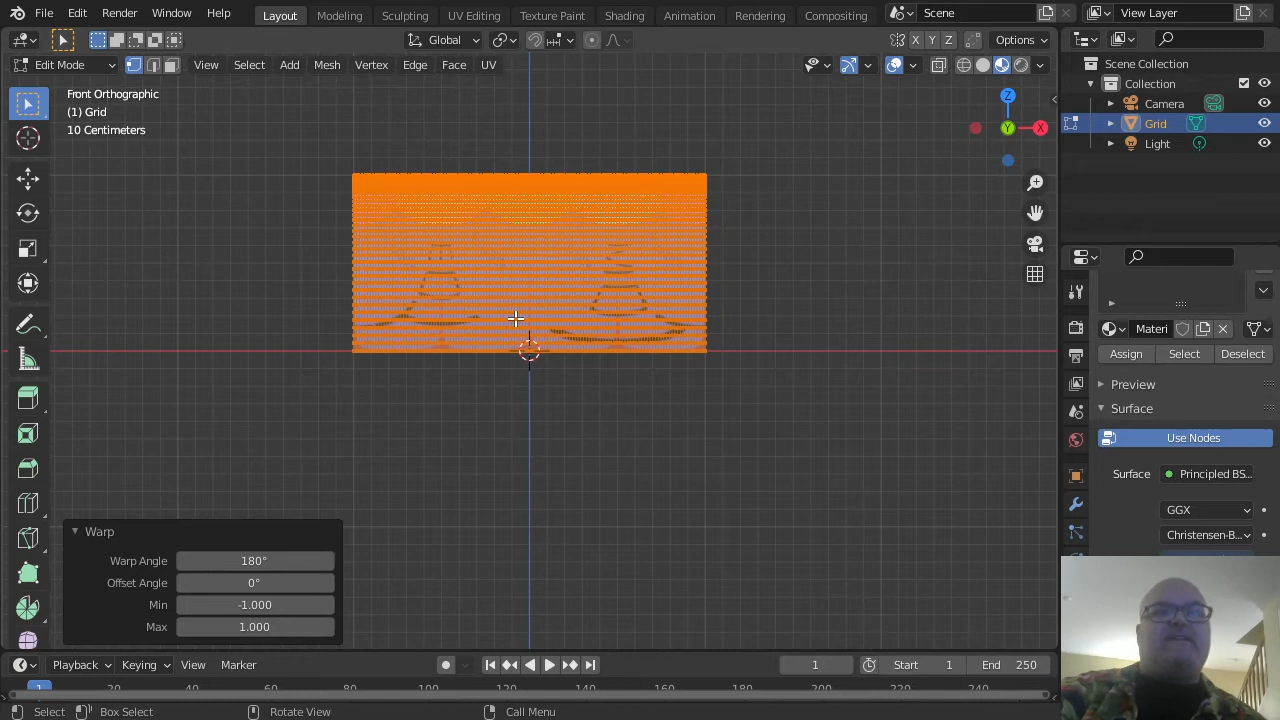 File Edit Render Window Help Layout Modeling Sculpting UV Editing Texture Paint Shading Animation Rendering Compositing Scene View Layer
Global Options
Edit Mode View Select Add Mesh Vertex Edge Face UV X Y Z
Front Orthographic
(1) Grid
10 Centimeters
Z
Y X
Scene Collection
Collection
Camera
Grid
Light
Materi
Assign Select Deselect
Preview
Surface
Use Nodes
Surface Principled BS...
GGX
Christensen-B...
Warp
Warp Angle 180°
Offset Angle 0°
Min -1.000
Max 1.000
Playback Keying View Marker 1 Start 1 End 250
1 20 80 100 120 140 160 180 200 220 240
Select Box Select Rotate View Call Menu